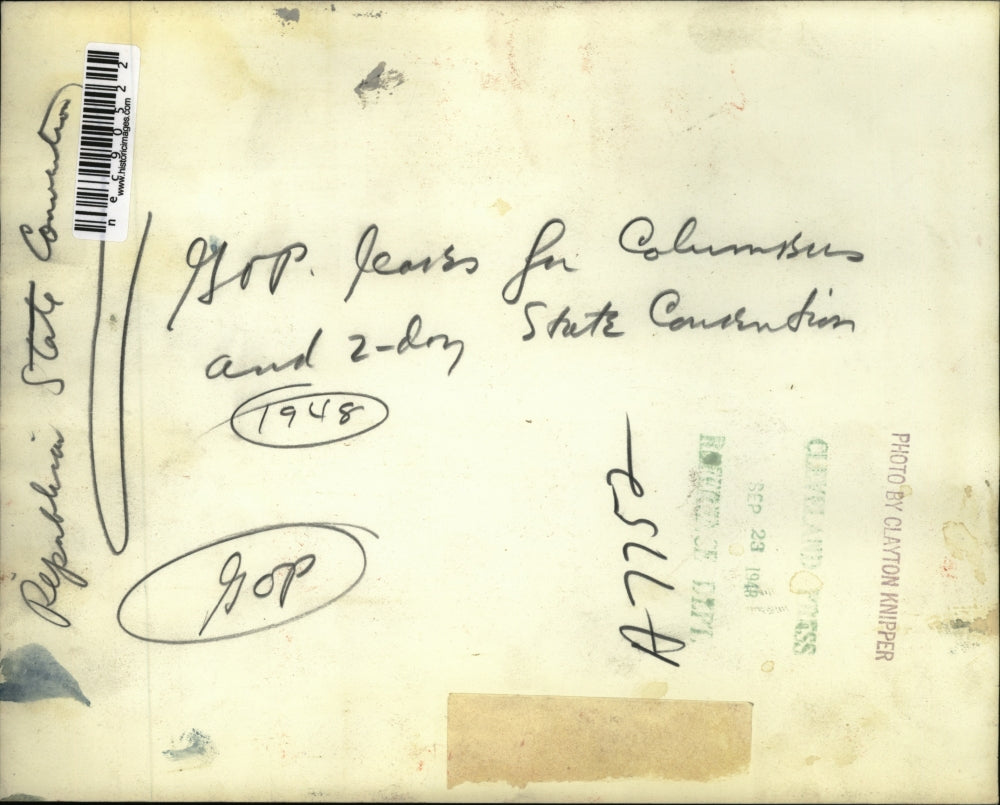 Republican State Convention
necC905222
www.historicimages.com
GOP. leaves for Columbus
and 2-day State Convention
1948
GOP
A7752
REFERENCE DEPT.
SEP 23 1948
CLEVELAND PRESS
PHOTO BY CLAYTON KNIPPER